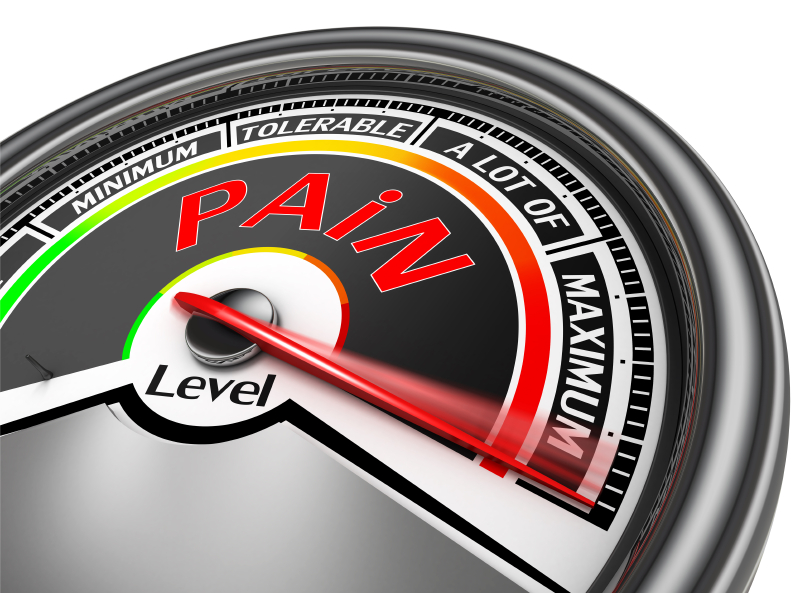 MINIMUM
TOLERABLE
A LOT OF
MAXIMUM
PAiN
Level